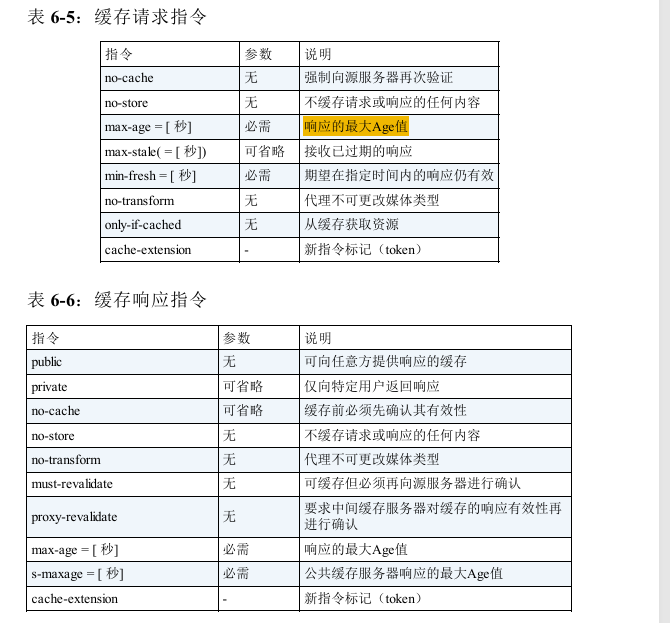 表 6-5：缓存请求指令
指令 参数 说明
no-cache 无 强制向源服务器再次验证
no-store 无 不缓存请求或响应的任何内容
max-age = [ 秒] 必需 响应的最大Age值
max-stale( = [ 秒]) 可省略 接收已过期的响应
min-fresh = [ 秒] 必需 期望在指定时间内的响应仍有效
no-transform 无 代理不可更改媒体类型
only-if-cached 无 从缓存获取资源
cache-extension - 新指令标记（token）
表 6-6：缓存响应指令
指令 参数 说明
public 无 可向任意方提供响应的缓存
private 可省略 仅向特定用户返回响应
no-cache 可省略 缓存前必须先确认其有效性
no-store 无 不缓存请求或响应的任何内容
no-transform 无 代理不可更改媒体类型
must-revalidate 无 可缓存但必须再向源服务器进行确认
proxy-revalidate 无 要求中间缓存服务器对缓存的响应有效性再
进行确认
max-age = [ 秒] 必需 响应的最大Age值
s-maxage = [ 秒] 必需 公共缓存服务器响应的最大Age值
cache-extension - 新指令标记（token）